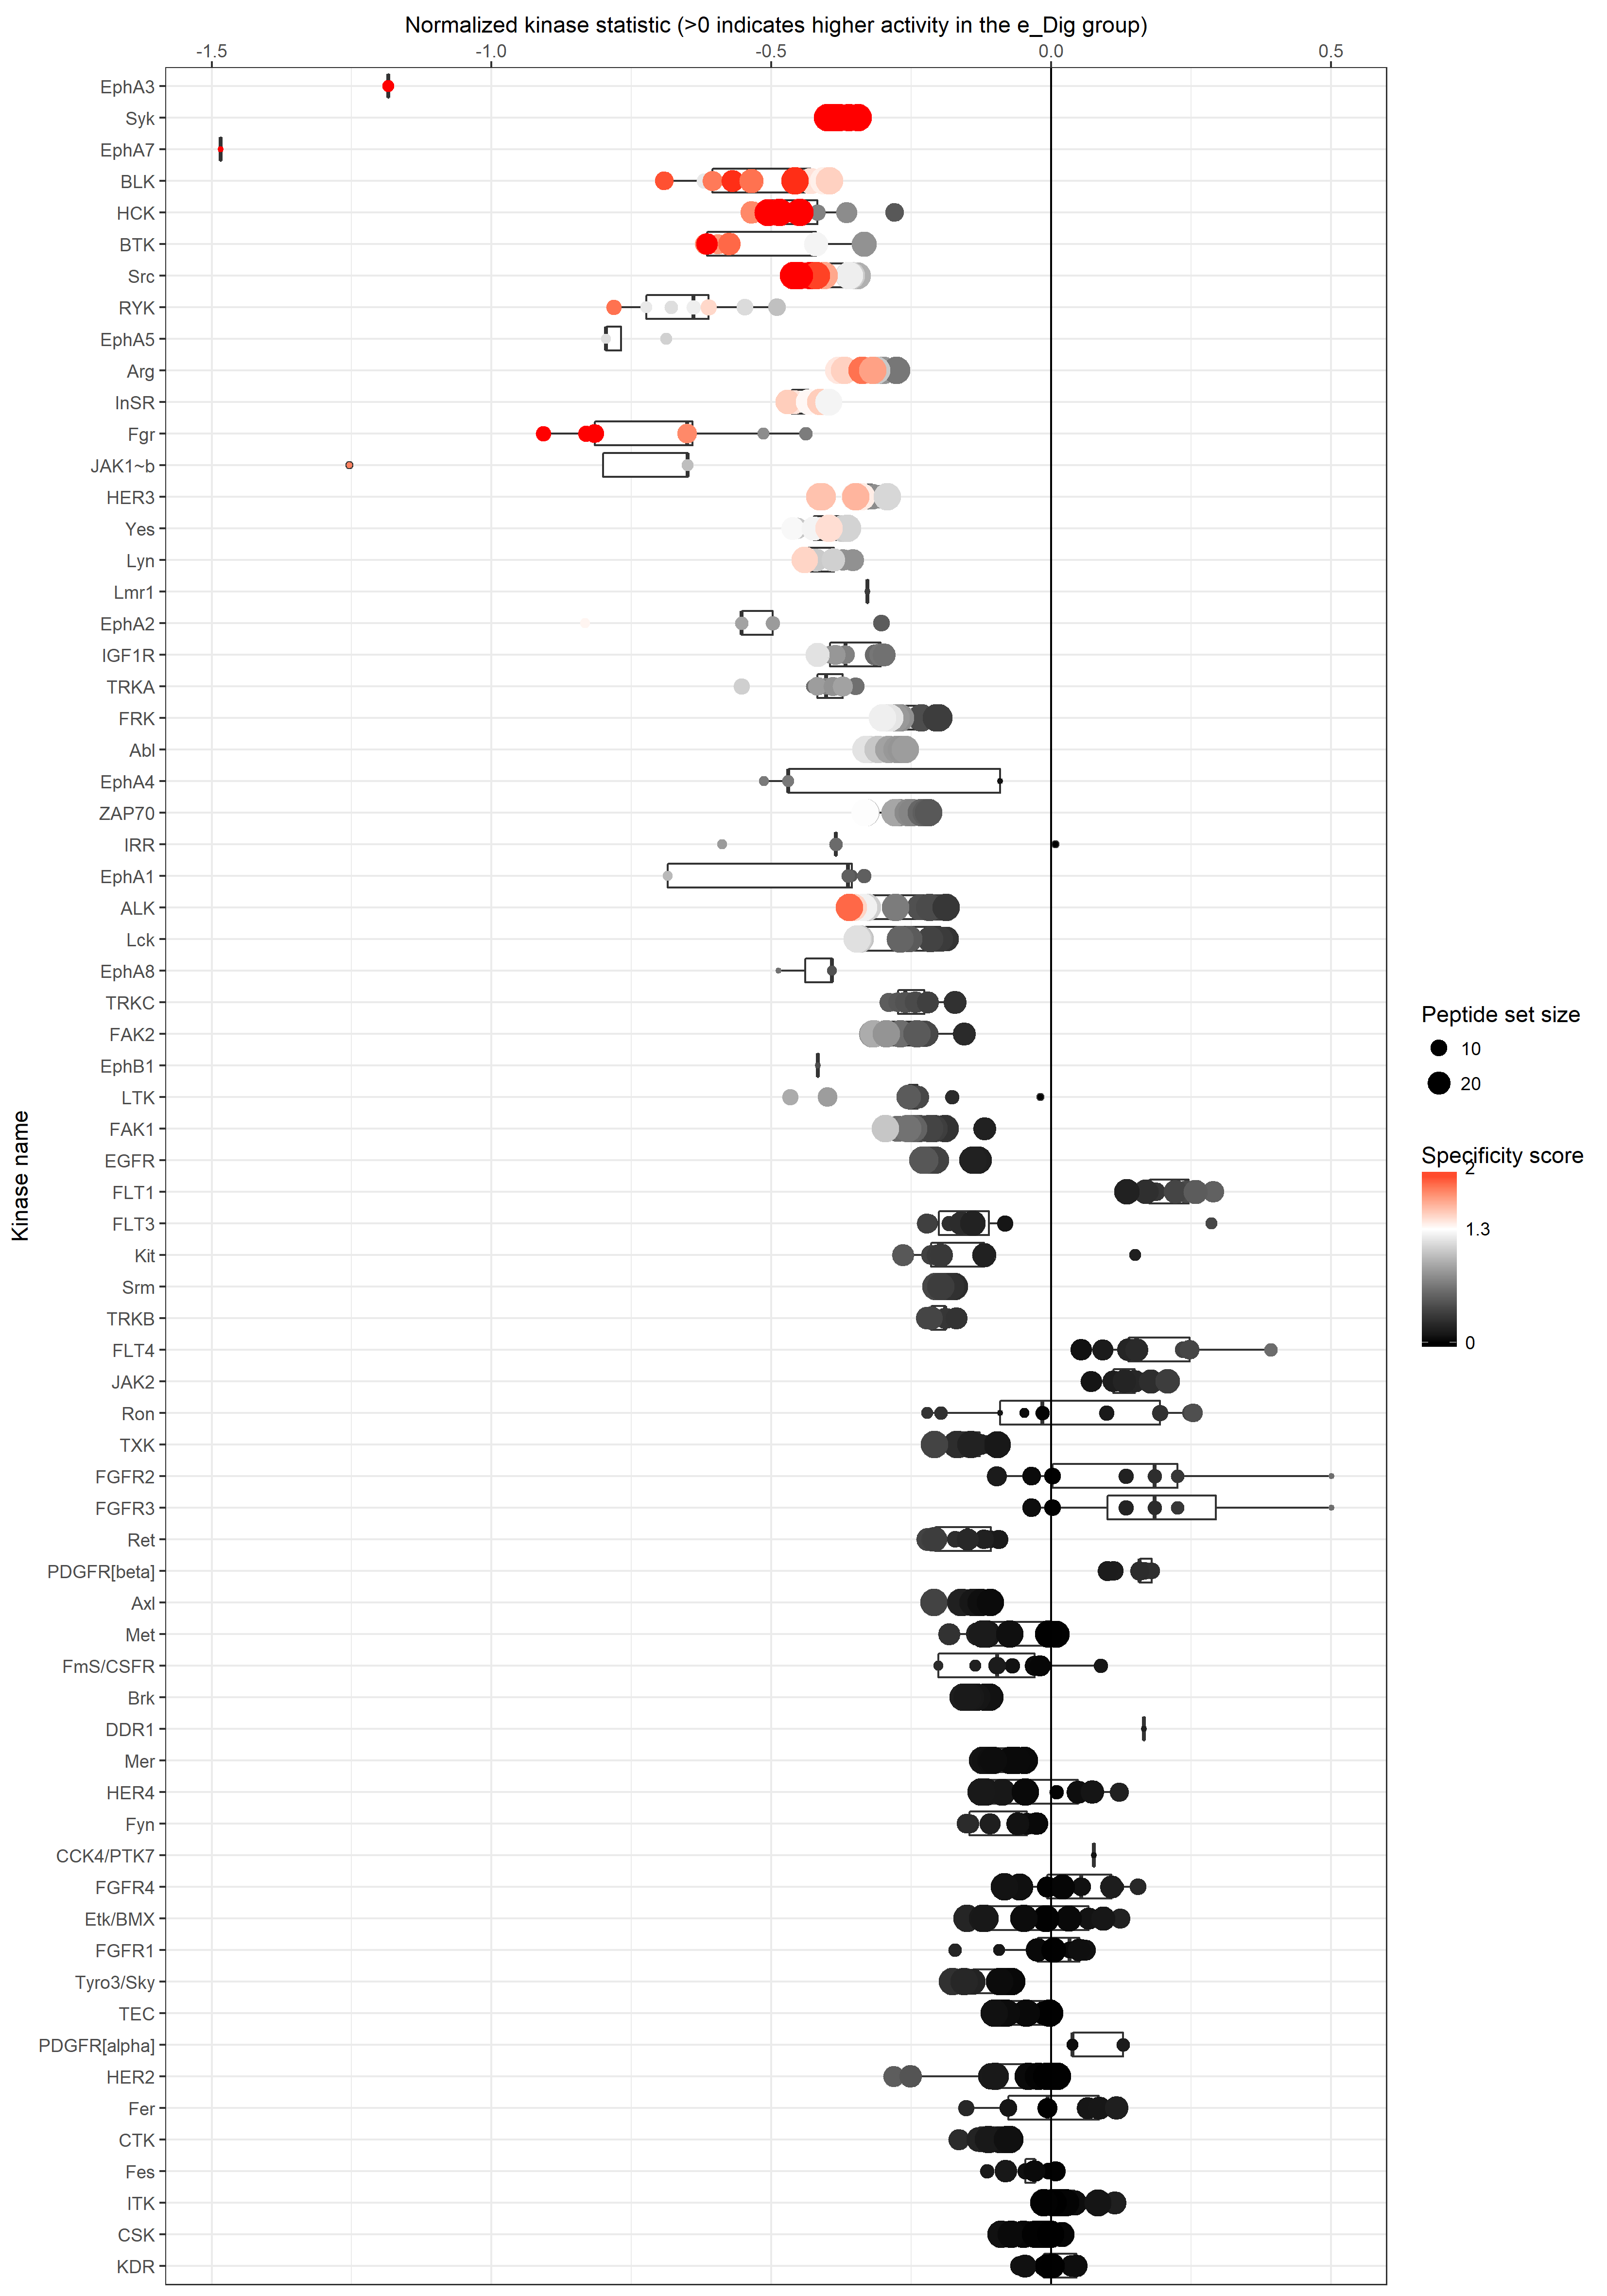 Normalized kinase statistic (>0 indicates higher activity in the e_Dig group)
-1.5 -1.0 -0.5 0.0 0.5
Kinase name
EphA3
Syk
EphA7
BLK
HCK
BTK
Src
RYK
EphA5
Arg
InSR
Fgr
JAK1~b
HER3
Yes
Lyn
Lmr1
EphA2
IGF1R
TRKA
FRK
Abl
EphA4
ZAP70
IRR
EphA1
ALK
Lck
EphA8
TRKC
FAK2
EphB1
LTK
FAK1
EGFR
FLT1
FLT3
Kit
Srm
TRKB
FLT4
JAK2
Ron
TXK
FGFR2
FGFR3
Ret
PDGFR[beta]
Axl
Met
FmS/CSFR
Brk
DDR1
Mer
HER4
Fyn
CCK4/PTK7
FGFR4
Etk/BMX
FGFR1
Tyro3/Sky
TEC
PDGFR[alpha]
HER2
Fer
CTK
Fes
ITK
CSK
KDR
Peptide set size
10
20
Specificity score
2
1.3
0